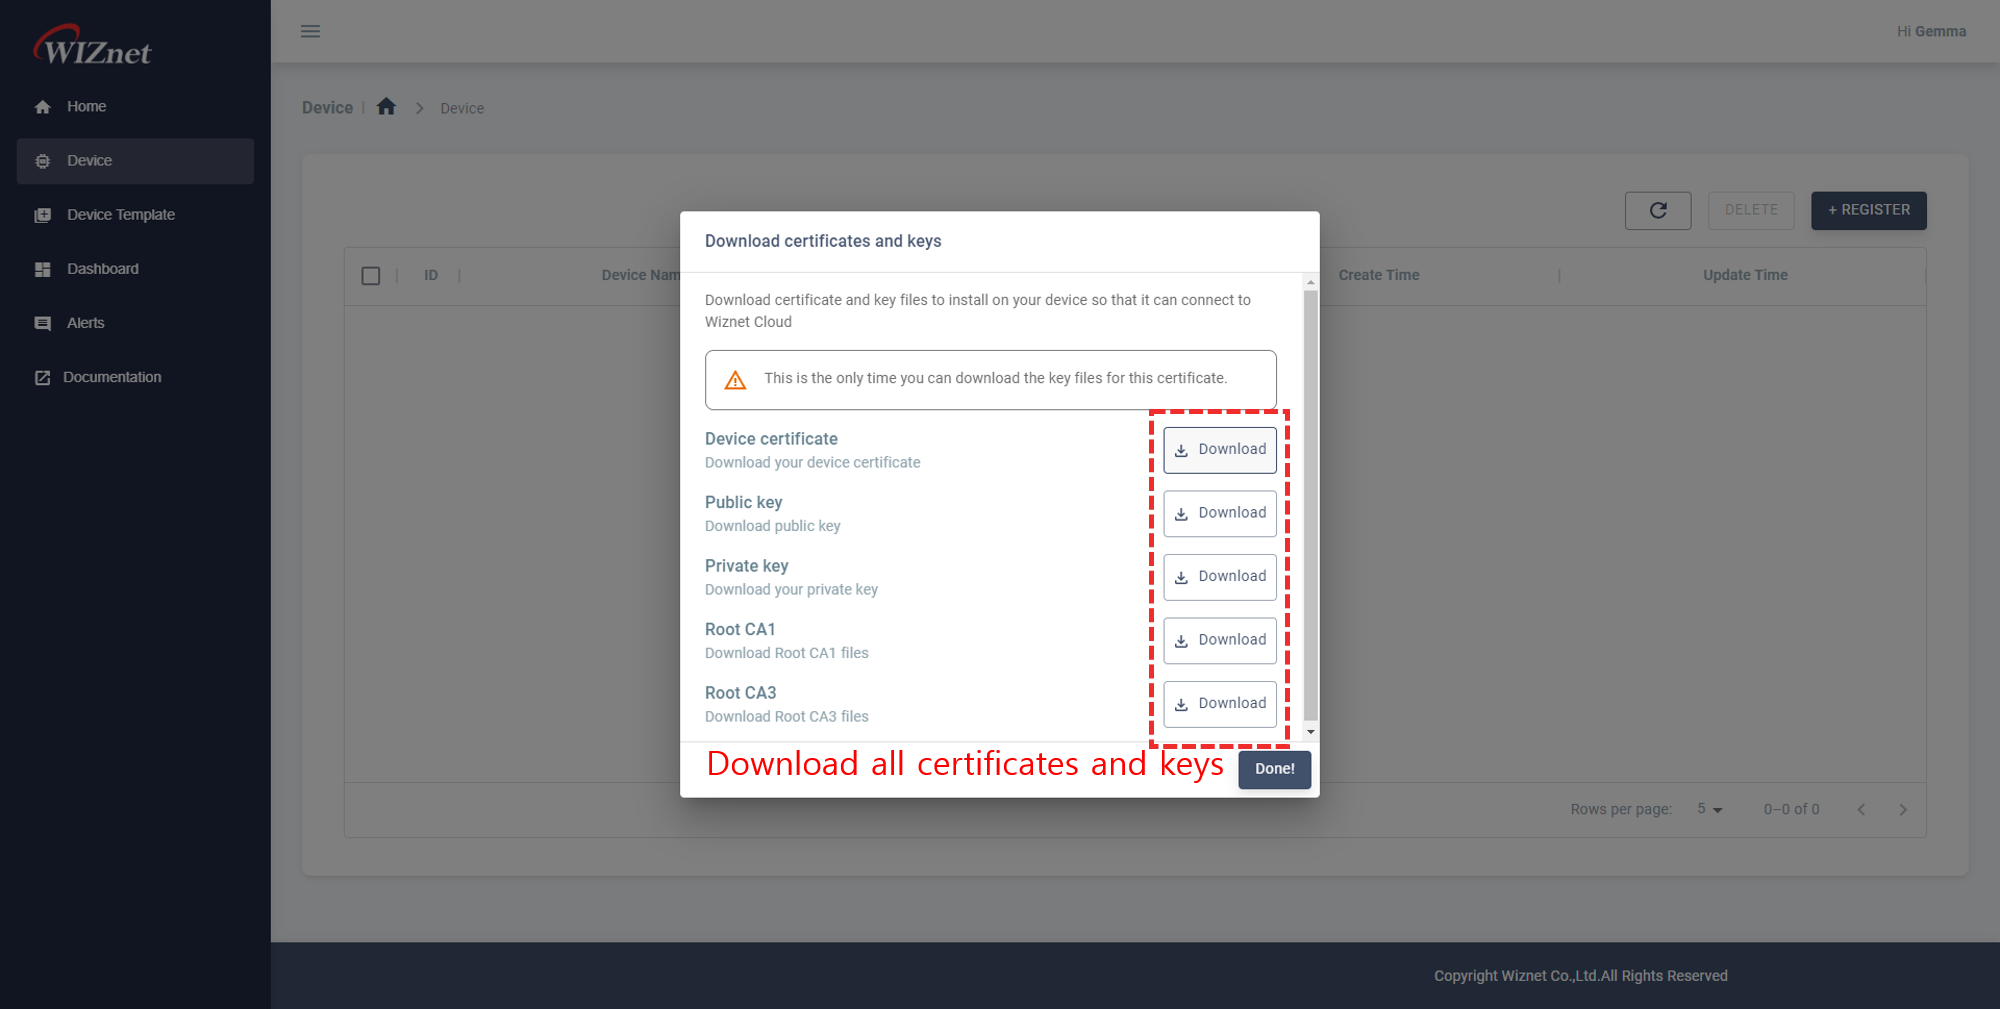 WIZnet
Hi Gemma
Home
Device
Device Template
Dashboard
Alerts
Documentation
Device
Device
DELETE
+ REGISTER
ID
Device Nam
Create Time
Update Time
Download certificates and keys
Download certificate and key files to install on your device so that it can connect to
Wiznet Cloud
This is the only time you can download the key files for this certificate.
Device certificate
Download your device certificate
Download
Public key
Download public key
Download
Private key
Download your private key
Download
Root CA1
Download Root CA1 files
Download
Root CA3
Download Root CA3 files
Download
Download all certificates and keys
Done!
Rows per page: 5 0–0 of 0
Copyright Wiznet Co.,Ltd.All Rights Reserved